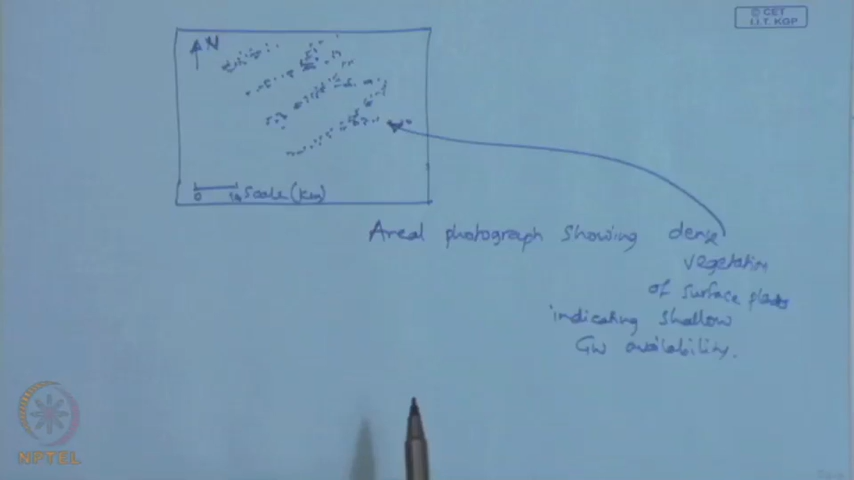 © CET
I.I.T. KGP
N
0 10 Scale (Km)
Areal photograph showing dense
vegetation
of surface plants
indicating shallow
GW availability.
NPTEL